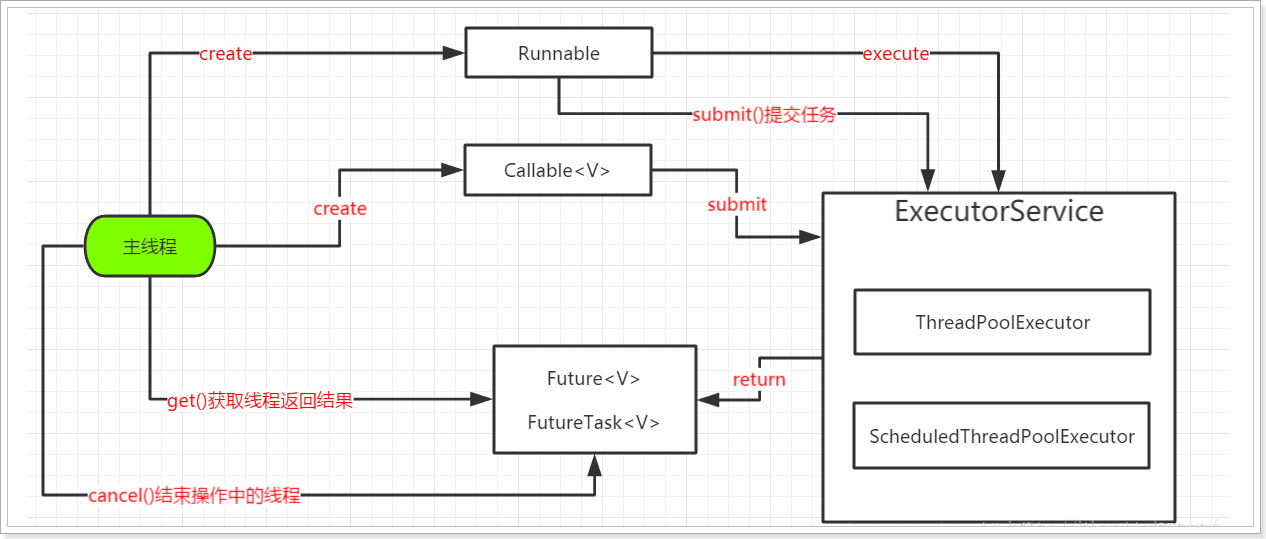 create
Runnable
execute
submit()提交任务
Callable<V>
create
submit
ExecutorService
主线程
ThreadPoolExecutor
Future<V>
return
get()获取线程返回结果
FutureTask<V>
ScheduledThreadPoolExecutor
cancel()结束操作中的线程